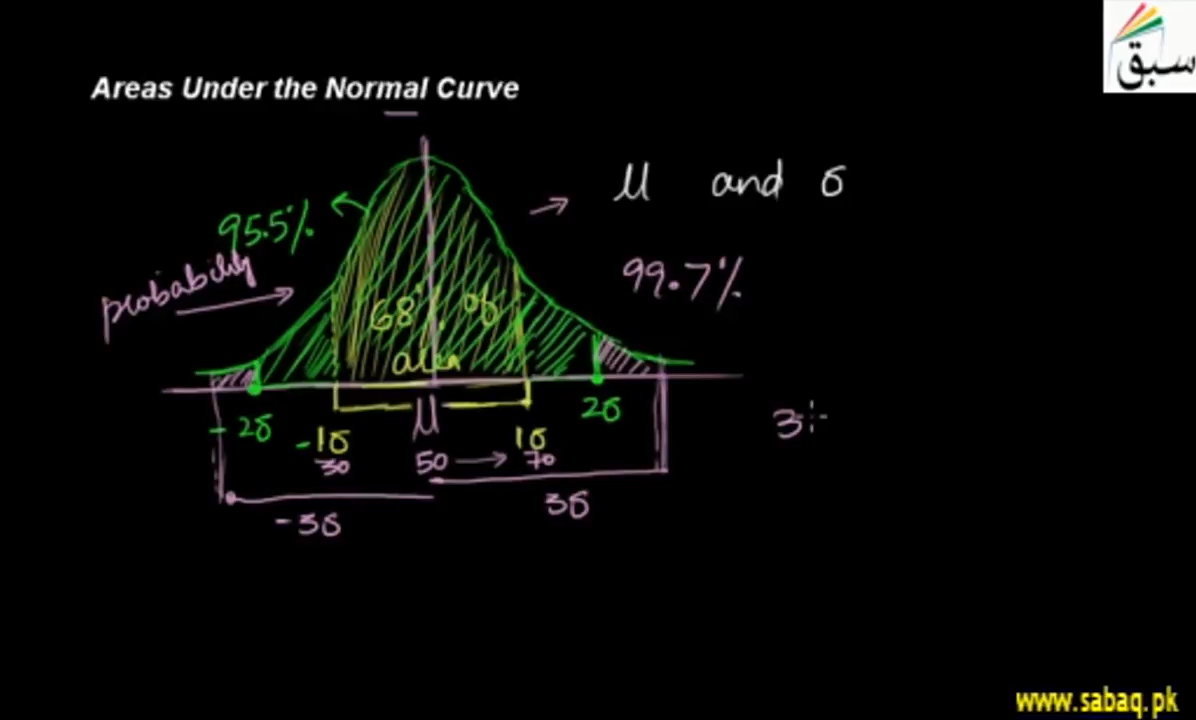 سبق
Areas Under the Normal Curve
μ and σ
95.5%
probability
99.7%
68% of
area
-2σ
-1σ
μ
1σ
2σ
3
30
50 → 70
-3σ
3σ
www.sabaq.pk